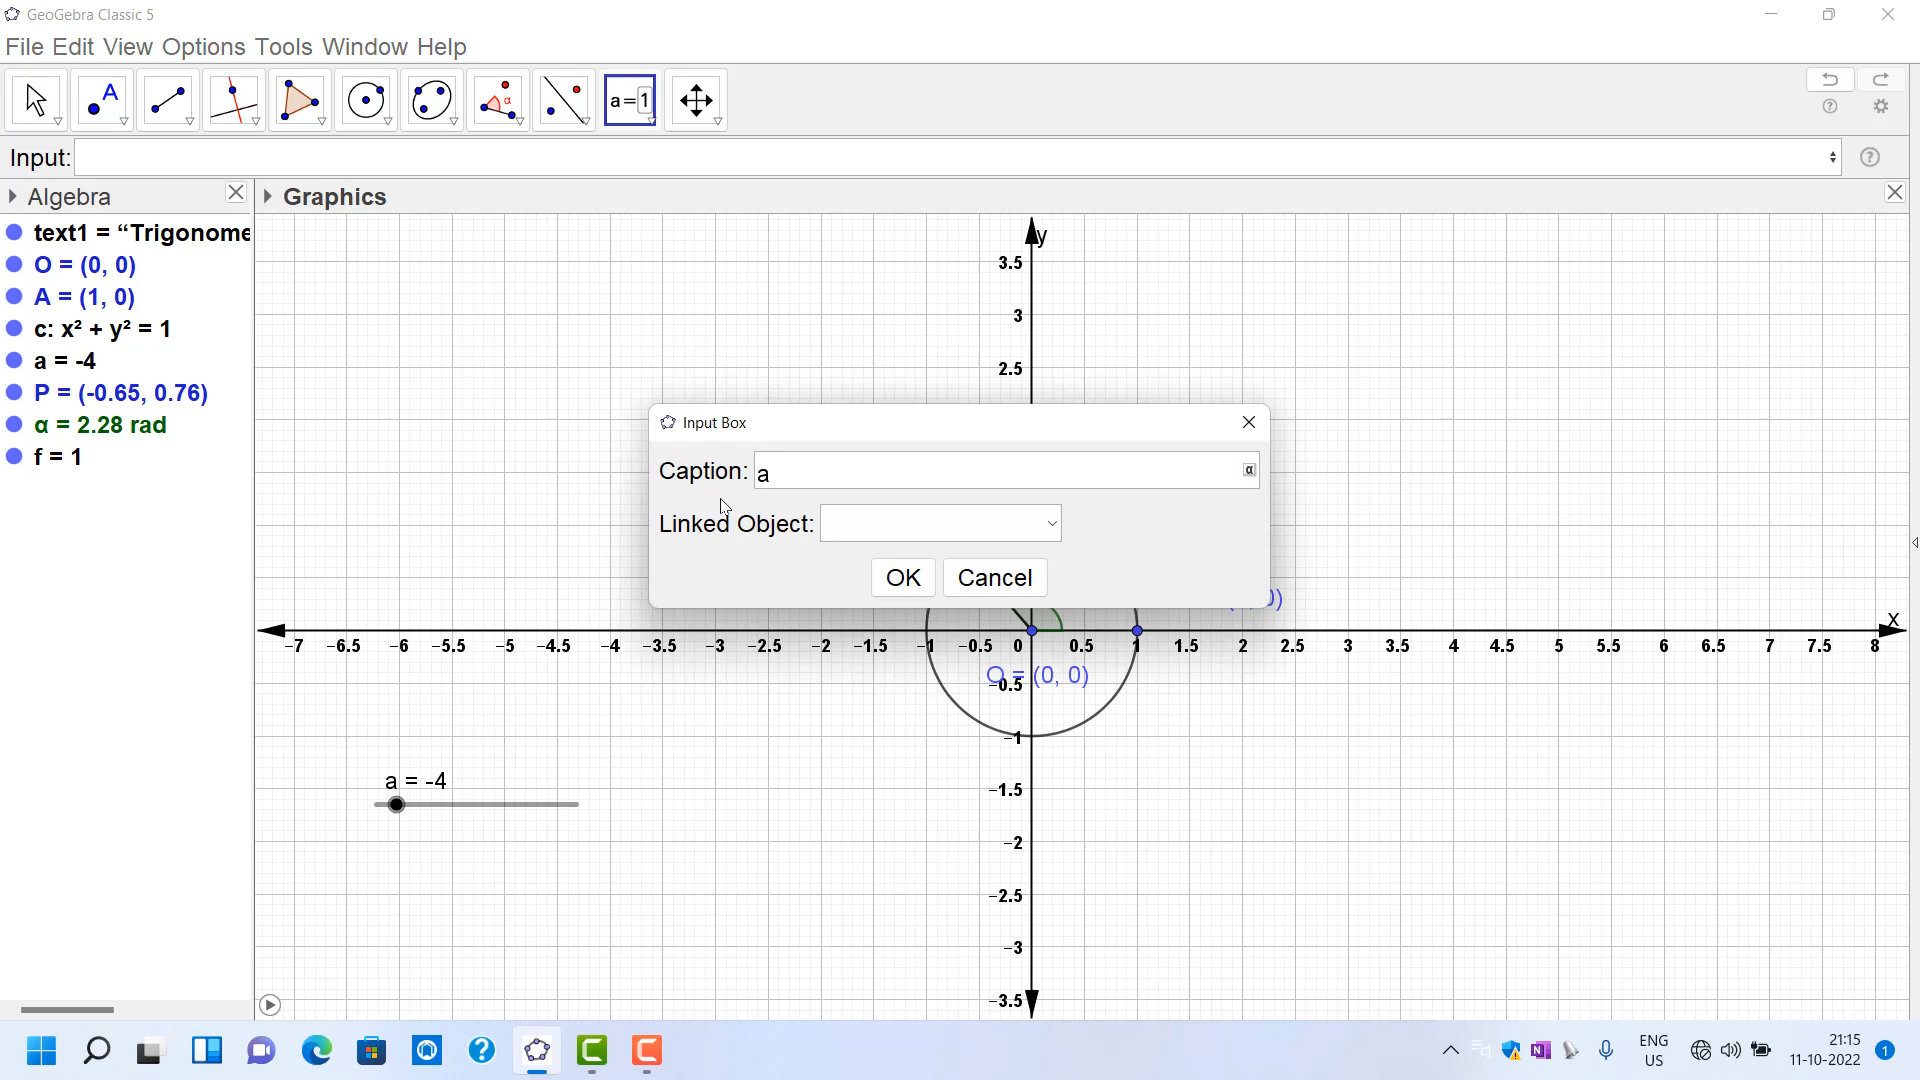 GeoGebra Classic 5
File Edit View Options Tools Window Help
A
α
a=1
Input:
Algebra
Graphics
text1 = “Trigonome
O = (0, 0)
A = (1, 0)
c: x² + y² = 1
a = -4
P = (-0.65, 0.76)
α = 2.28 rad
f = 1
y
3.5
3
2.5
Input Box
Caption: a
α
Linked Object:
OK Cancel
0)
x
−7 −6.5 −6 −5.5 −5 −4.5 −4 −3.5 −3 −2.5 −2 −1.5 −1 −0.5 0 0.5 1 1.5 2 2.5 3 3.5 4 4.5 5 5.5 6 6.5 7 7.5 8
O = (0, 0)
−0.5
−1
a = -4
−1.5
−2
−2.5
−3
−3.5
ENG
US
21:15
11-10-2022
1